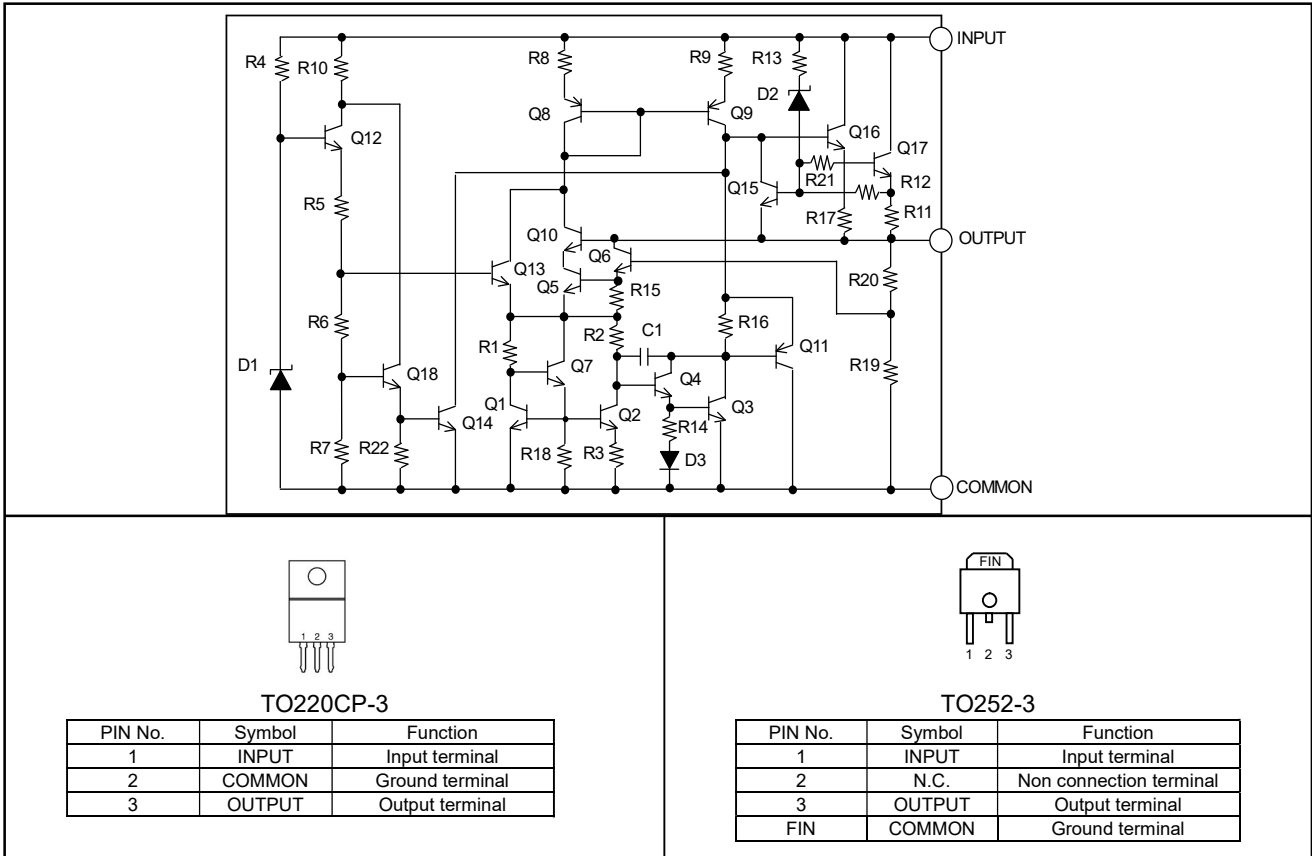 INPUT
R4
R10
R8
R9
R13
D2
Q8
Q9
Q12
Q16
Q17
R21
R12
Q15
R5
R17
R11
OUTPUT
Q10
Q6
Q13
Q5
R15
R20
R6
R2
C1
R16
R1
Q7
Q11
D1
Q18
Q4
R19
Q1
Q2
Q3
Q14
R14
R7
R22
R18
R3
D3
COMMON
1 2 3
TO220CP-3
PIN No. Symbol Function
1 INPUT Input terminal
2 COMMON Ground terminal
3 OUTPUT Output terminal
FIN
1 2 3
TO252-3
PIN No. Symbol Function
1 INPUT Input terminal
2 N.C. Non connection terminal
3 OUTPUT Output terminal
FIN COMMON Ground terminal